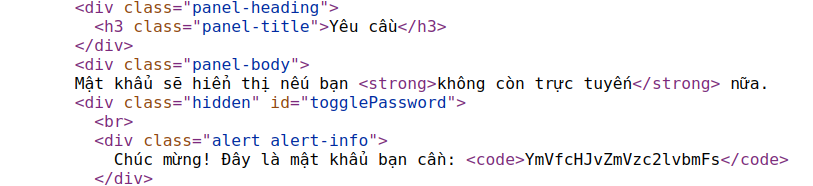 <div class="panel-heading">
<h3 class="panel-title">Yêu cầu</h3>
</div>
<div class="panel-body">
Mật khẩu sẽ hiển thị nếu bạn <strong>không còn trực tuyến</strong> nữa.
<div class="hidden" id="togglePassword">
<br>
<div class="alert alert-info">
Chúc mừng! Đây là mật khẩu bạn cần: <code>YmVfcHJvZmVzc2lvbmFs</code>
</div>